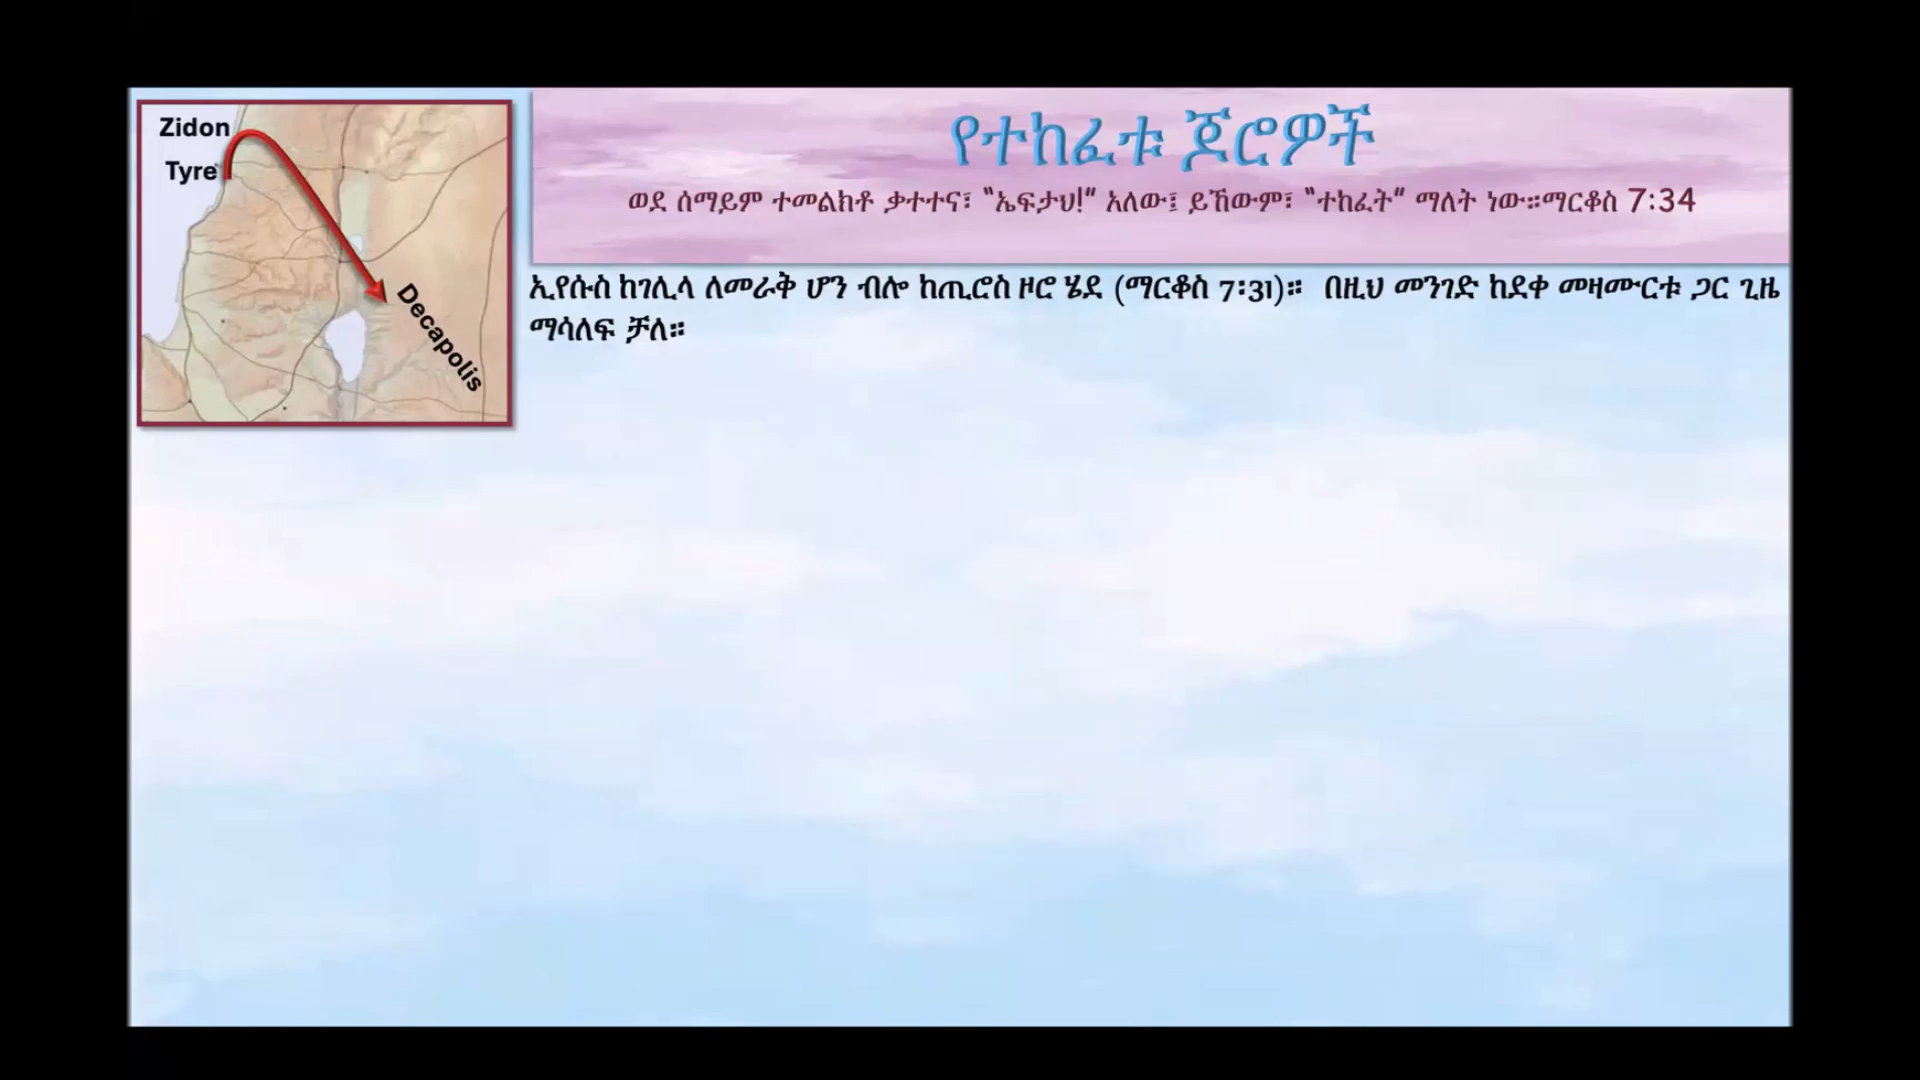 Zidon
Tyre
Decapolis
የተከፈቱ ጆሮዎች
ወደ ሰማይም ተመልክቶ ቃተተና፣ "ኤፍታህ!" አለው፤ ይኸውም፣ "ተከፈት" ማለት ነው።ማርቆስ 7:34
ኢየሱስ ከገሊላ ለመራቅ ሆን ብሎ ከጢሮስ ዞሮ ሄደ (ማርቆስ 7፡31)። በዚህ መንገድ ከደቀ መዛሙርቱ ጋር ጊዜ
ማሳለፍ ቻለ።